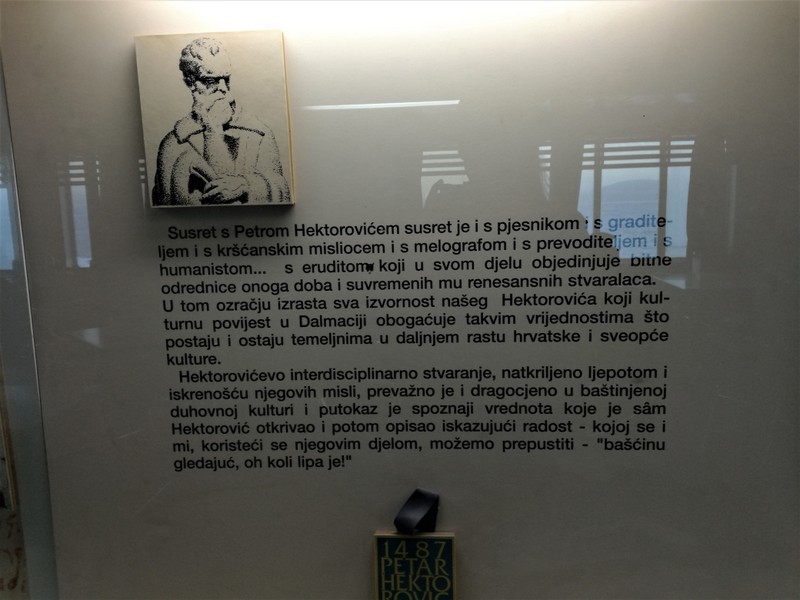 Susret s Petrom Hektorovićem susret je i s pjesnikom i s gradite-
ljem i s kršćanskim misliocem i s melografom i s prevoditeljem i s
humanistom... s eruditom koji u svom djelu objedinjuje bitne
odrednice onoga doba i suvremenih mu renesansnih stvaralaca.
U tom ozračju izrasta sva izvornost našeg Hektorovića koji kul-
turnu povijest u Dalmaciji obogaćuje takvim vrijednostima što
postaju i ostaju temeljnima u daljnjem rastu hrvatske i sveopće
kulture.
Hektorovićevo interdisciplinarno stvaranje, natkriljeno ljepotom i
iskrenošću njegovih misli, prevažno je i dragocjeno u baštinjenoj
duhovnoj kulturi i putokaz je spoznaji vrednota koje je sâm
Hektorović otkrivao i potom opisao iskazujući radost - kojoj se i
mi, koristeći se njegovim djelom, možemo prepustiti - "bašćinu
gledajuć, oh koli lipa je!"
1487
PETAR
HEKTO
ROVIĆ